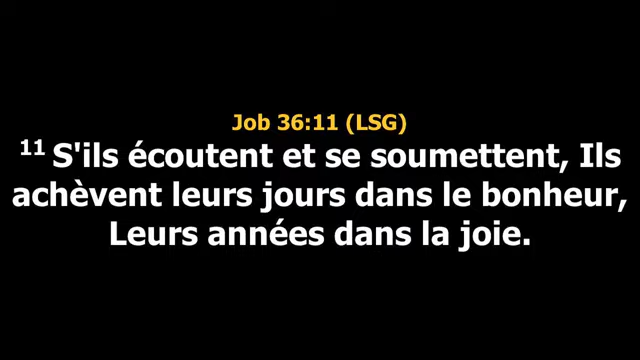 Job 36:11 (LSG)
11 S'ils écoutent et se soumettent, Ils
achèvent leurs jours dans le bonheur,
Leurs années dans la joie.